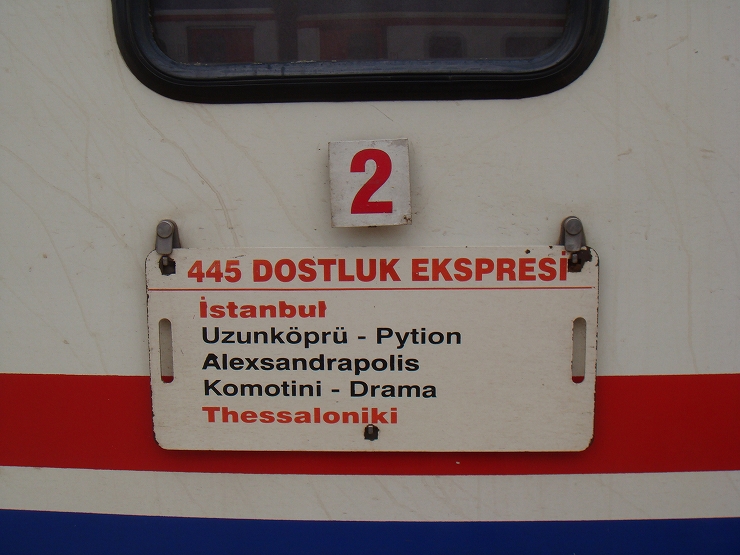 2
445 DOSTLUK EKSPRESİ
İstanbul
Uzunköprü - Pytion
Alexsandrapolis
Komotini - Drama
Thessaloniki